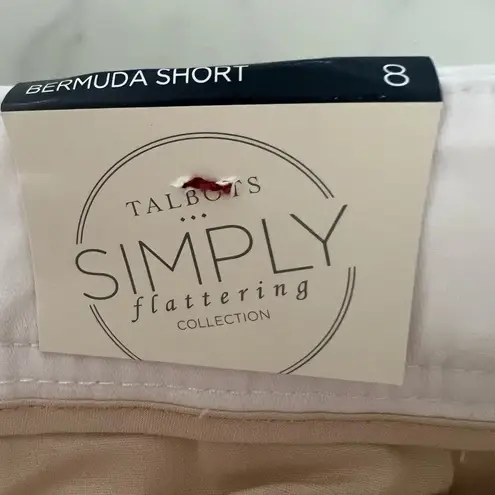 BERMUDA SHORT 8
TALBOTS
SIMPLY
flattering
COLLECTION